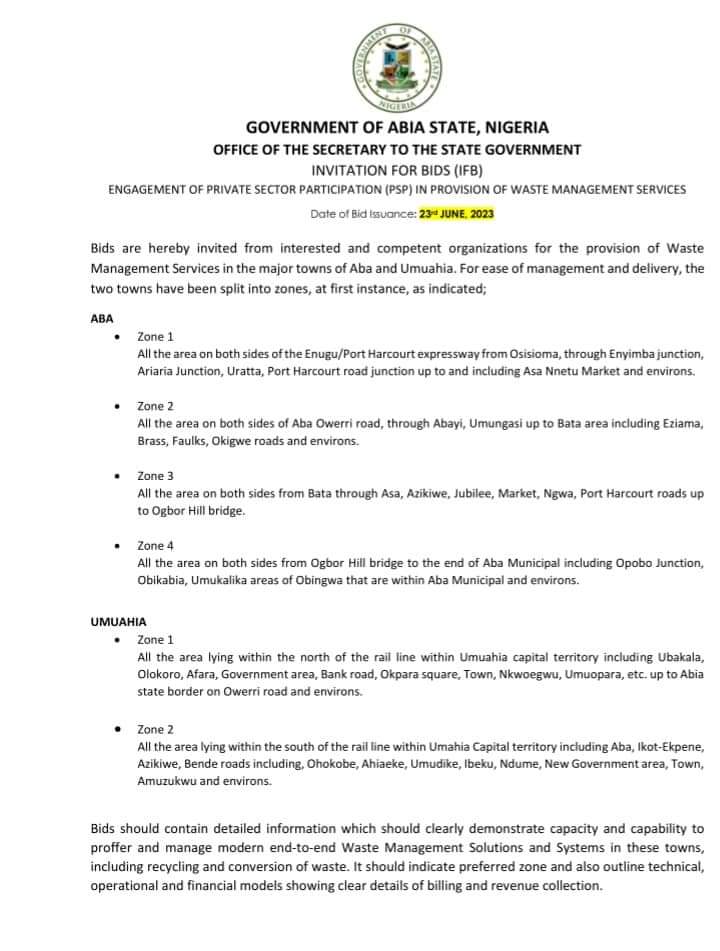 GOVERNMENT OF ABIA STATE
NIGERIA
GOVERNMENT OF ABIA STATE, NIGERIA
OFFICE OF THE SECRETARY TO THE STATE GOVERNMENT
INVITATION FOR BIDS (IFB)
ENGAGEMENT OF PRIVATE SECTOR PARTICIPATION (PSP) IN PROVISION OF WASTE MANAGEMENT SERVICES
Date of Bid Issuance: 23rd JUNE, 2023
Bids are hereby invited from interested and competent organizations for the provision of Waste
Management Services in the major towns of Aba and Umuahia. For ease of management and delivery, the
two towns have been split into zones, at first instance, as indicated;
ABA
• Zone 1
All the area on both sides of the Enugu/Port Harcourt expressway from Osisioma, through Enyimba junction,
Ariaria Junction, Uratta, Port Harcourt road junction up to and including Asa Nnetu Market and environs.
• Zone 2
All the area on both sides of Aba Owerri road, through Abayi, Umungasi up to Bata area including Eziama,
Brass, Faulks, Okigwe roads and environs.
• Zone 3
All the area on both sides from Bata through Asa, Azikiwe, Jubilee, Market, Ngwa, Port Harcourt roads up
to Ogbor Hill bridge.
• Zone 4
All the area on both sides from Ogbor Hill bridge to the end of Aba Municipal including Opobo Junction,
Obikabia, Umukalika areas of Obingwa that are within Aba Municipal and environs.
UMUAHIA
• Zone 1
All the area lying within the north of the rail line within Umuahia capital territory including Ubakala,
Olokoro, Afara, Government area, Bank road, Okpara square, Town, Nkwoegwu, Umuopara, etc. up to Abia
state border on Owerri road and environs.
• Zone 2
All the area lying within the south of the rail line within Umahia Capital territory including Aba, Ikot-Ekpene,
Azikiwe, Bende roads including, Ohokobe, Ahiaeke, Umudike, Ibeku, Ndume, New Government area, Town,
Amuzukwu and environs.
Bids should contain detailed information which should clearly demonstrate capacity and capability to
proffer and manage modern end-to-end Waste Management Solutions and Systems in these towns,
including recycling and conversion of waste. It should indicate preferred zone and also outline technical,
operational and financial models showing clear details of billing and revenue collection.